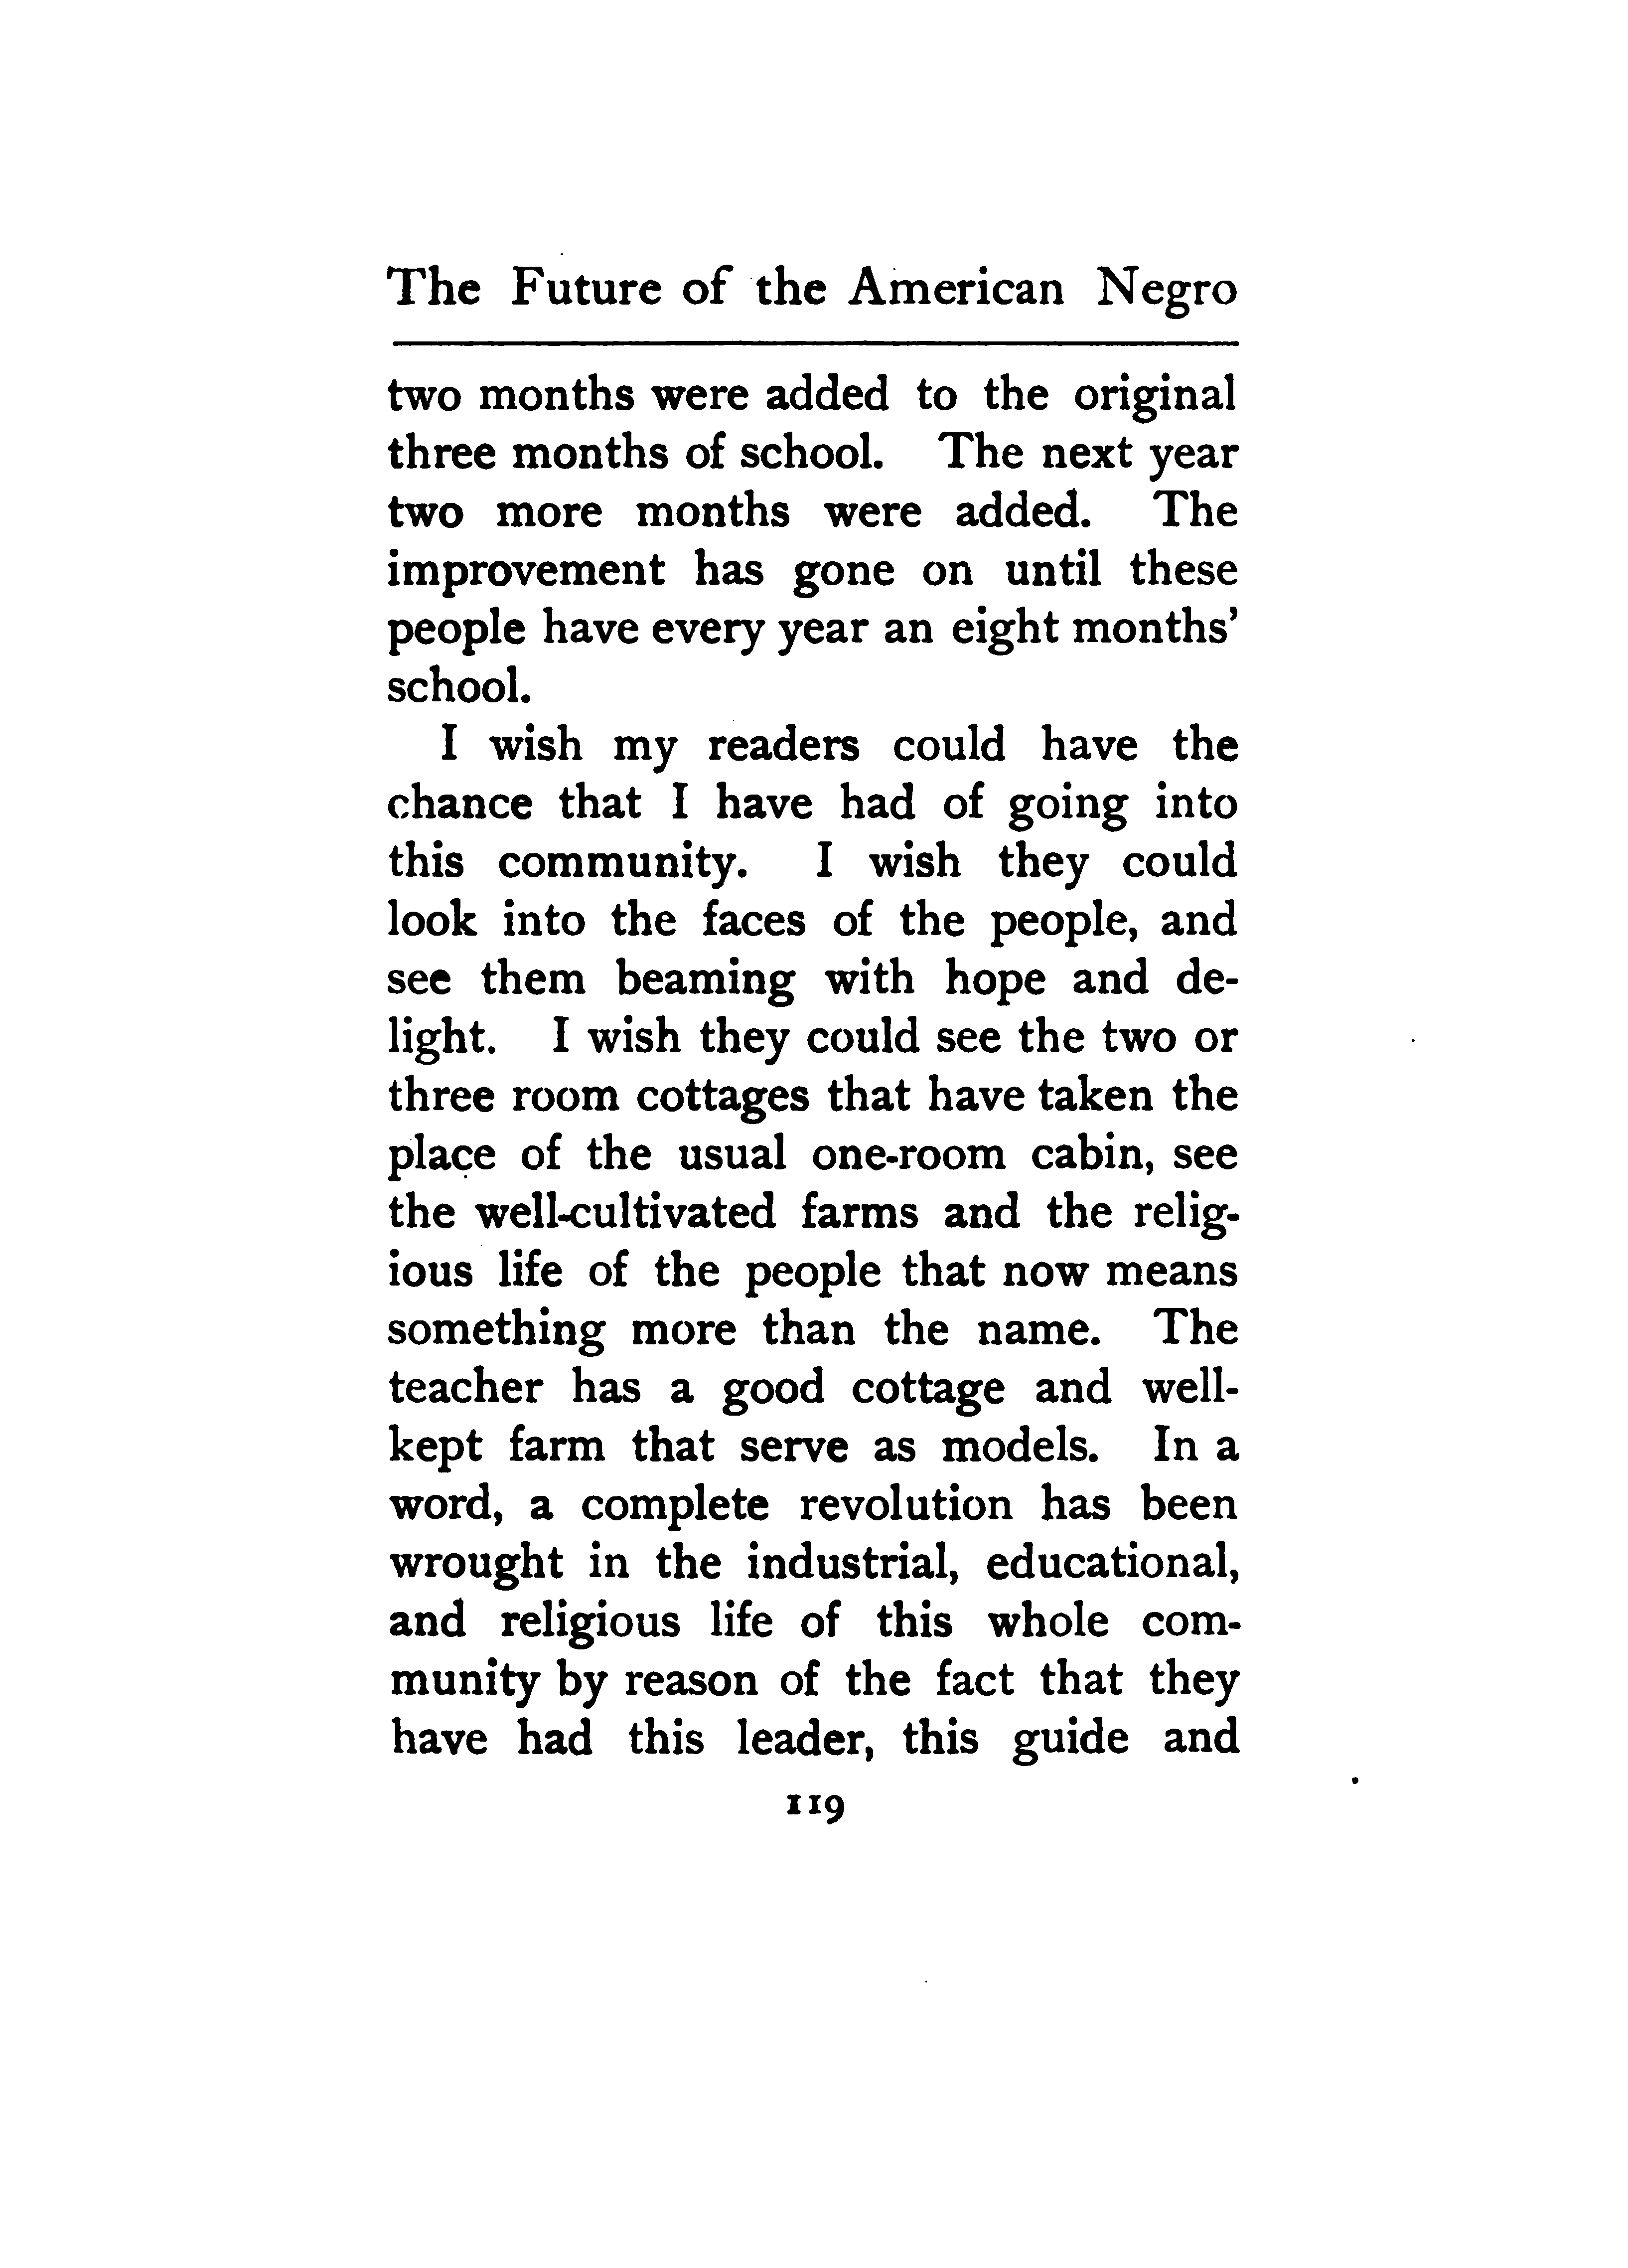 The Future of the American Negro
two months were added to the original
three months of school. The next year
two more months were added. The
improvement has gone on until these
people have every year an eight months'
school.
I wish my readers could have the
chance that I have had of going into
this community. I wish they could
look into the faces of the people, and
see them beaming with hope and de-
light. I wish they could see the two or
three room cottages that have taken the
place of the usual one-room cabin, see
the well-cultivated farms and the relig-
ious life of the people that now means
something more than the name. The
teacher has a good cottage and well-
kept farm that serve as models. In a
word, a complete revolution has been
wrought in the industrial, educational,
and religious life of this whole com-
munity by reason of the fact that they
have had this leader, this guide and
119